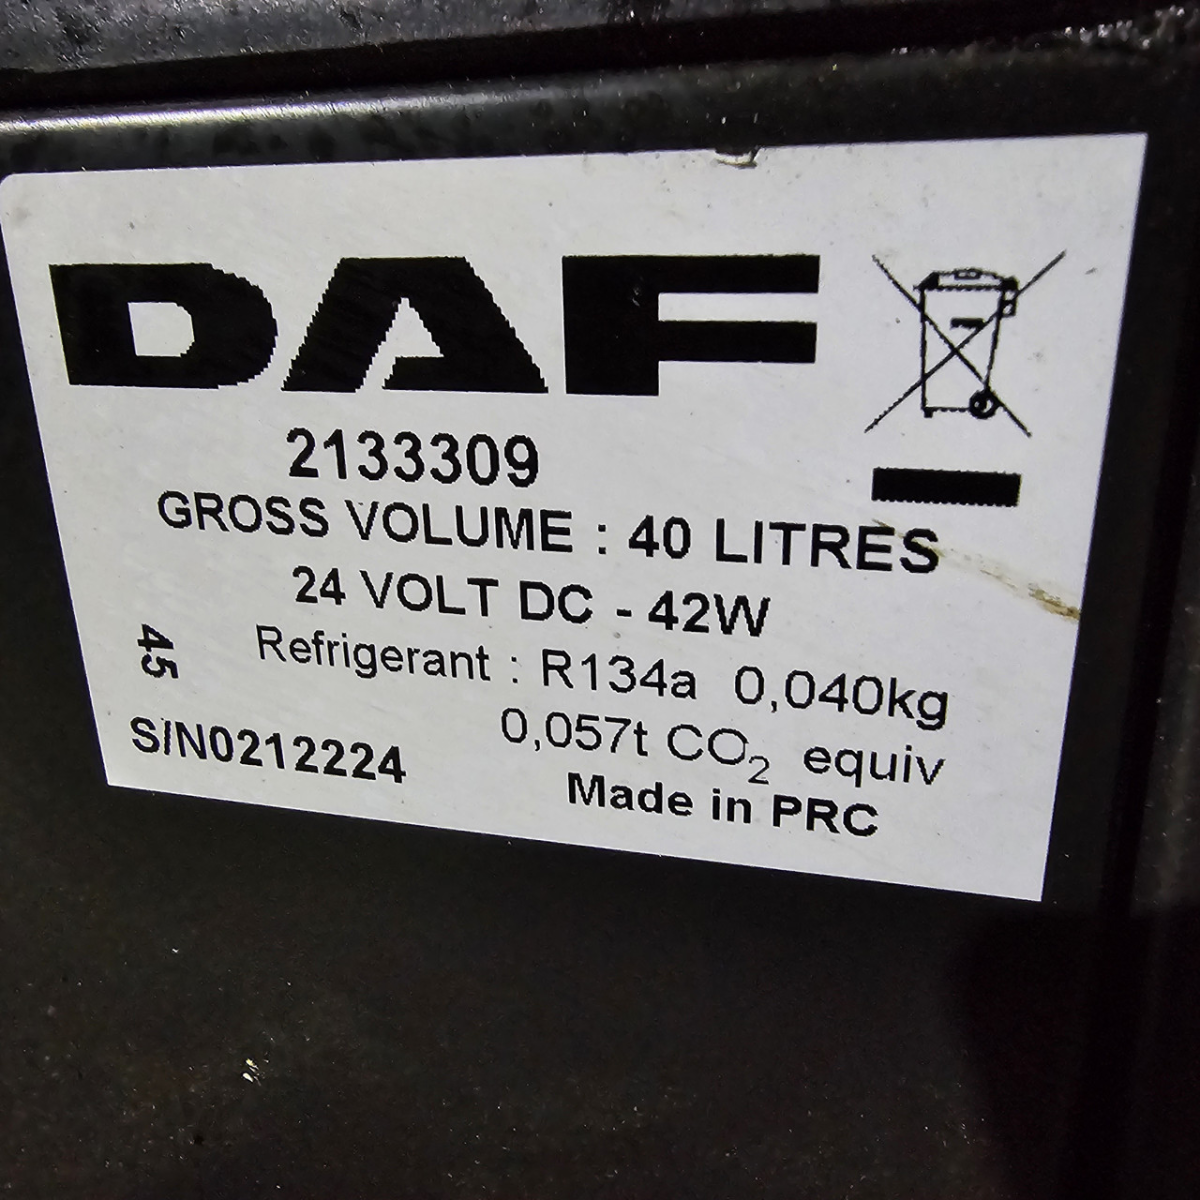 DAF
2133309
GROSS VOLUME : 40 LITRES
24 VOLT DC - 42W
Refrigerant : R134a 0,040kg
0,057t CO₂ equiv
Made in PRC
45
S/N0212224